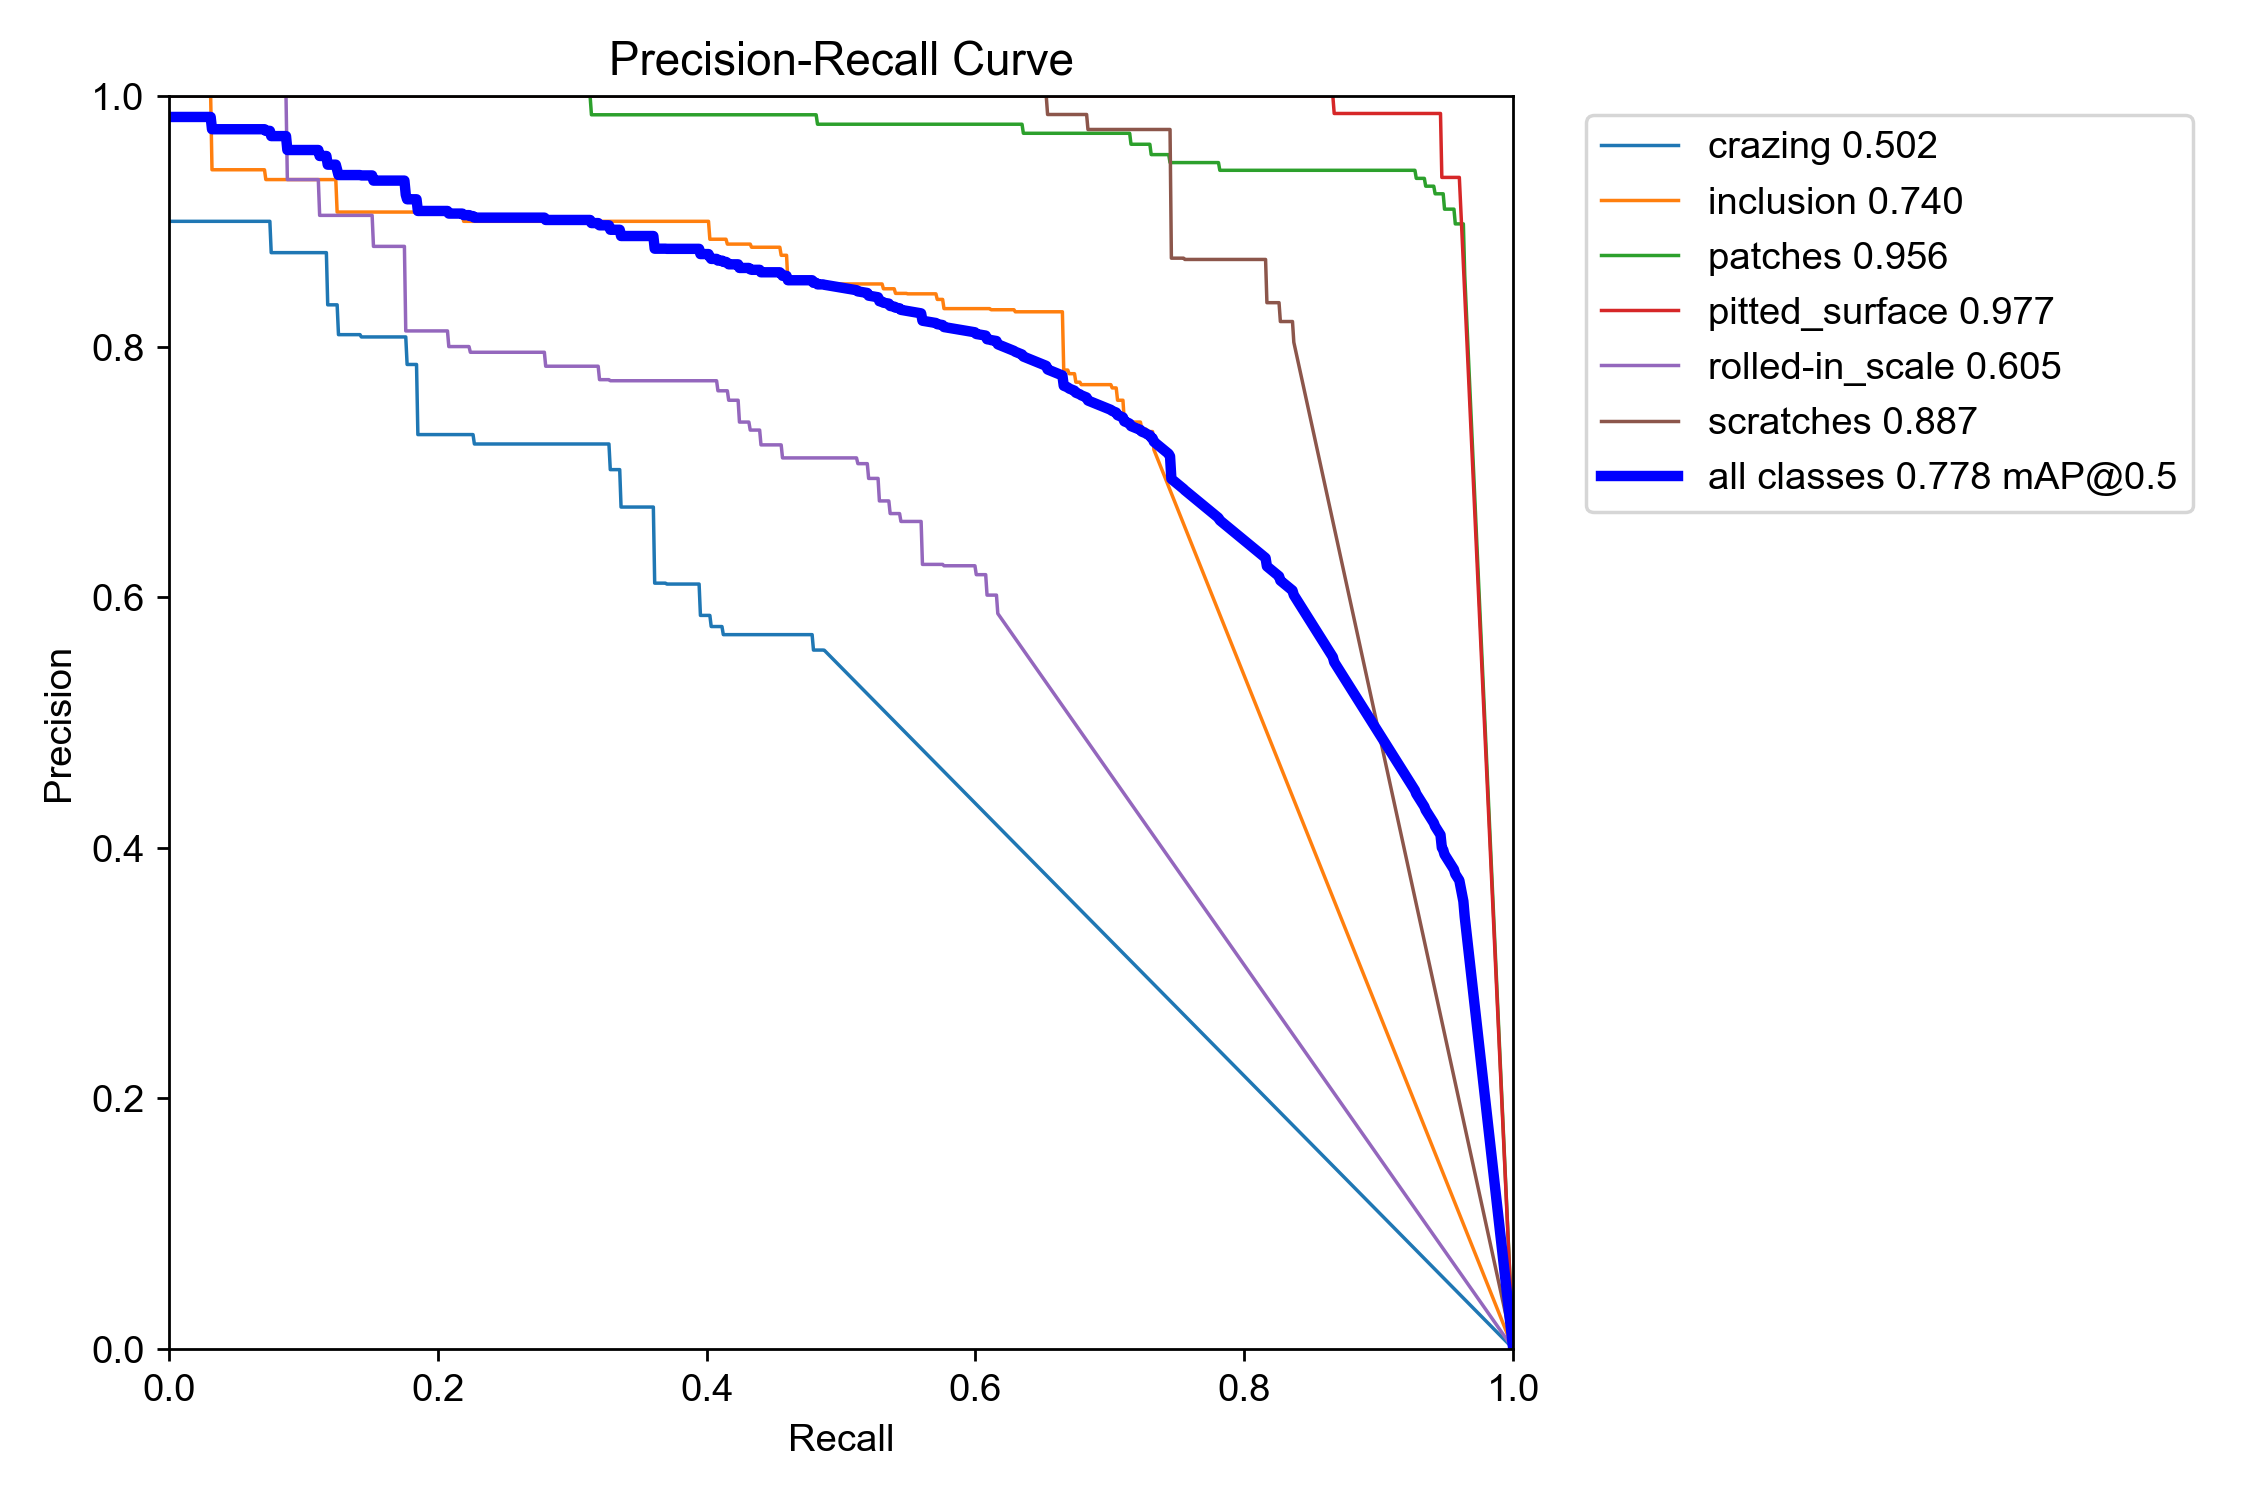 Precision-Recall Curve
1.0
0.8
0.6
0.4
0.2
0.0
Precision
0.0 0.2 0.4 0.6 0.8 1.0
Recall
crazing 0.502
inclusion 0.740
patches 0.956
pitted_surface 0.977
rolled-in_scale 0.605
scratches 0.887
all classes 0.778 mAP@0.5